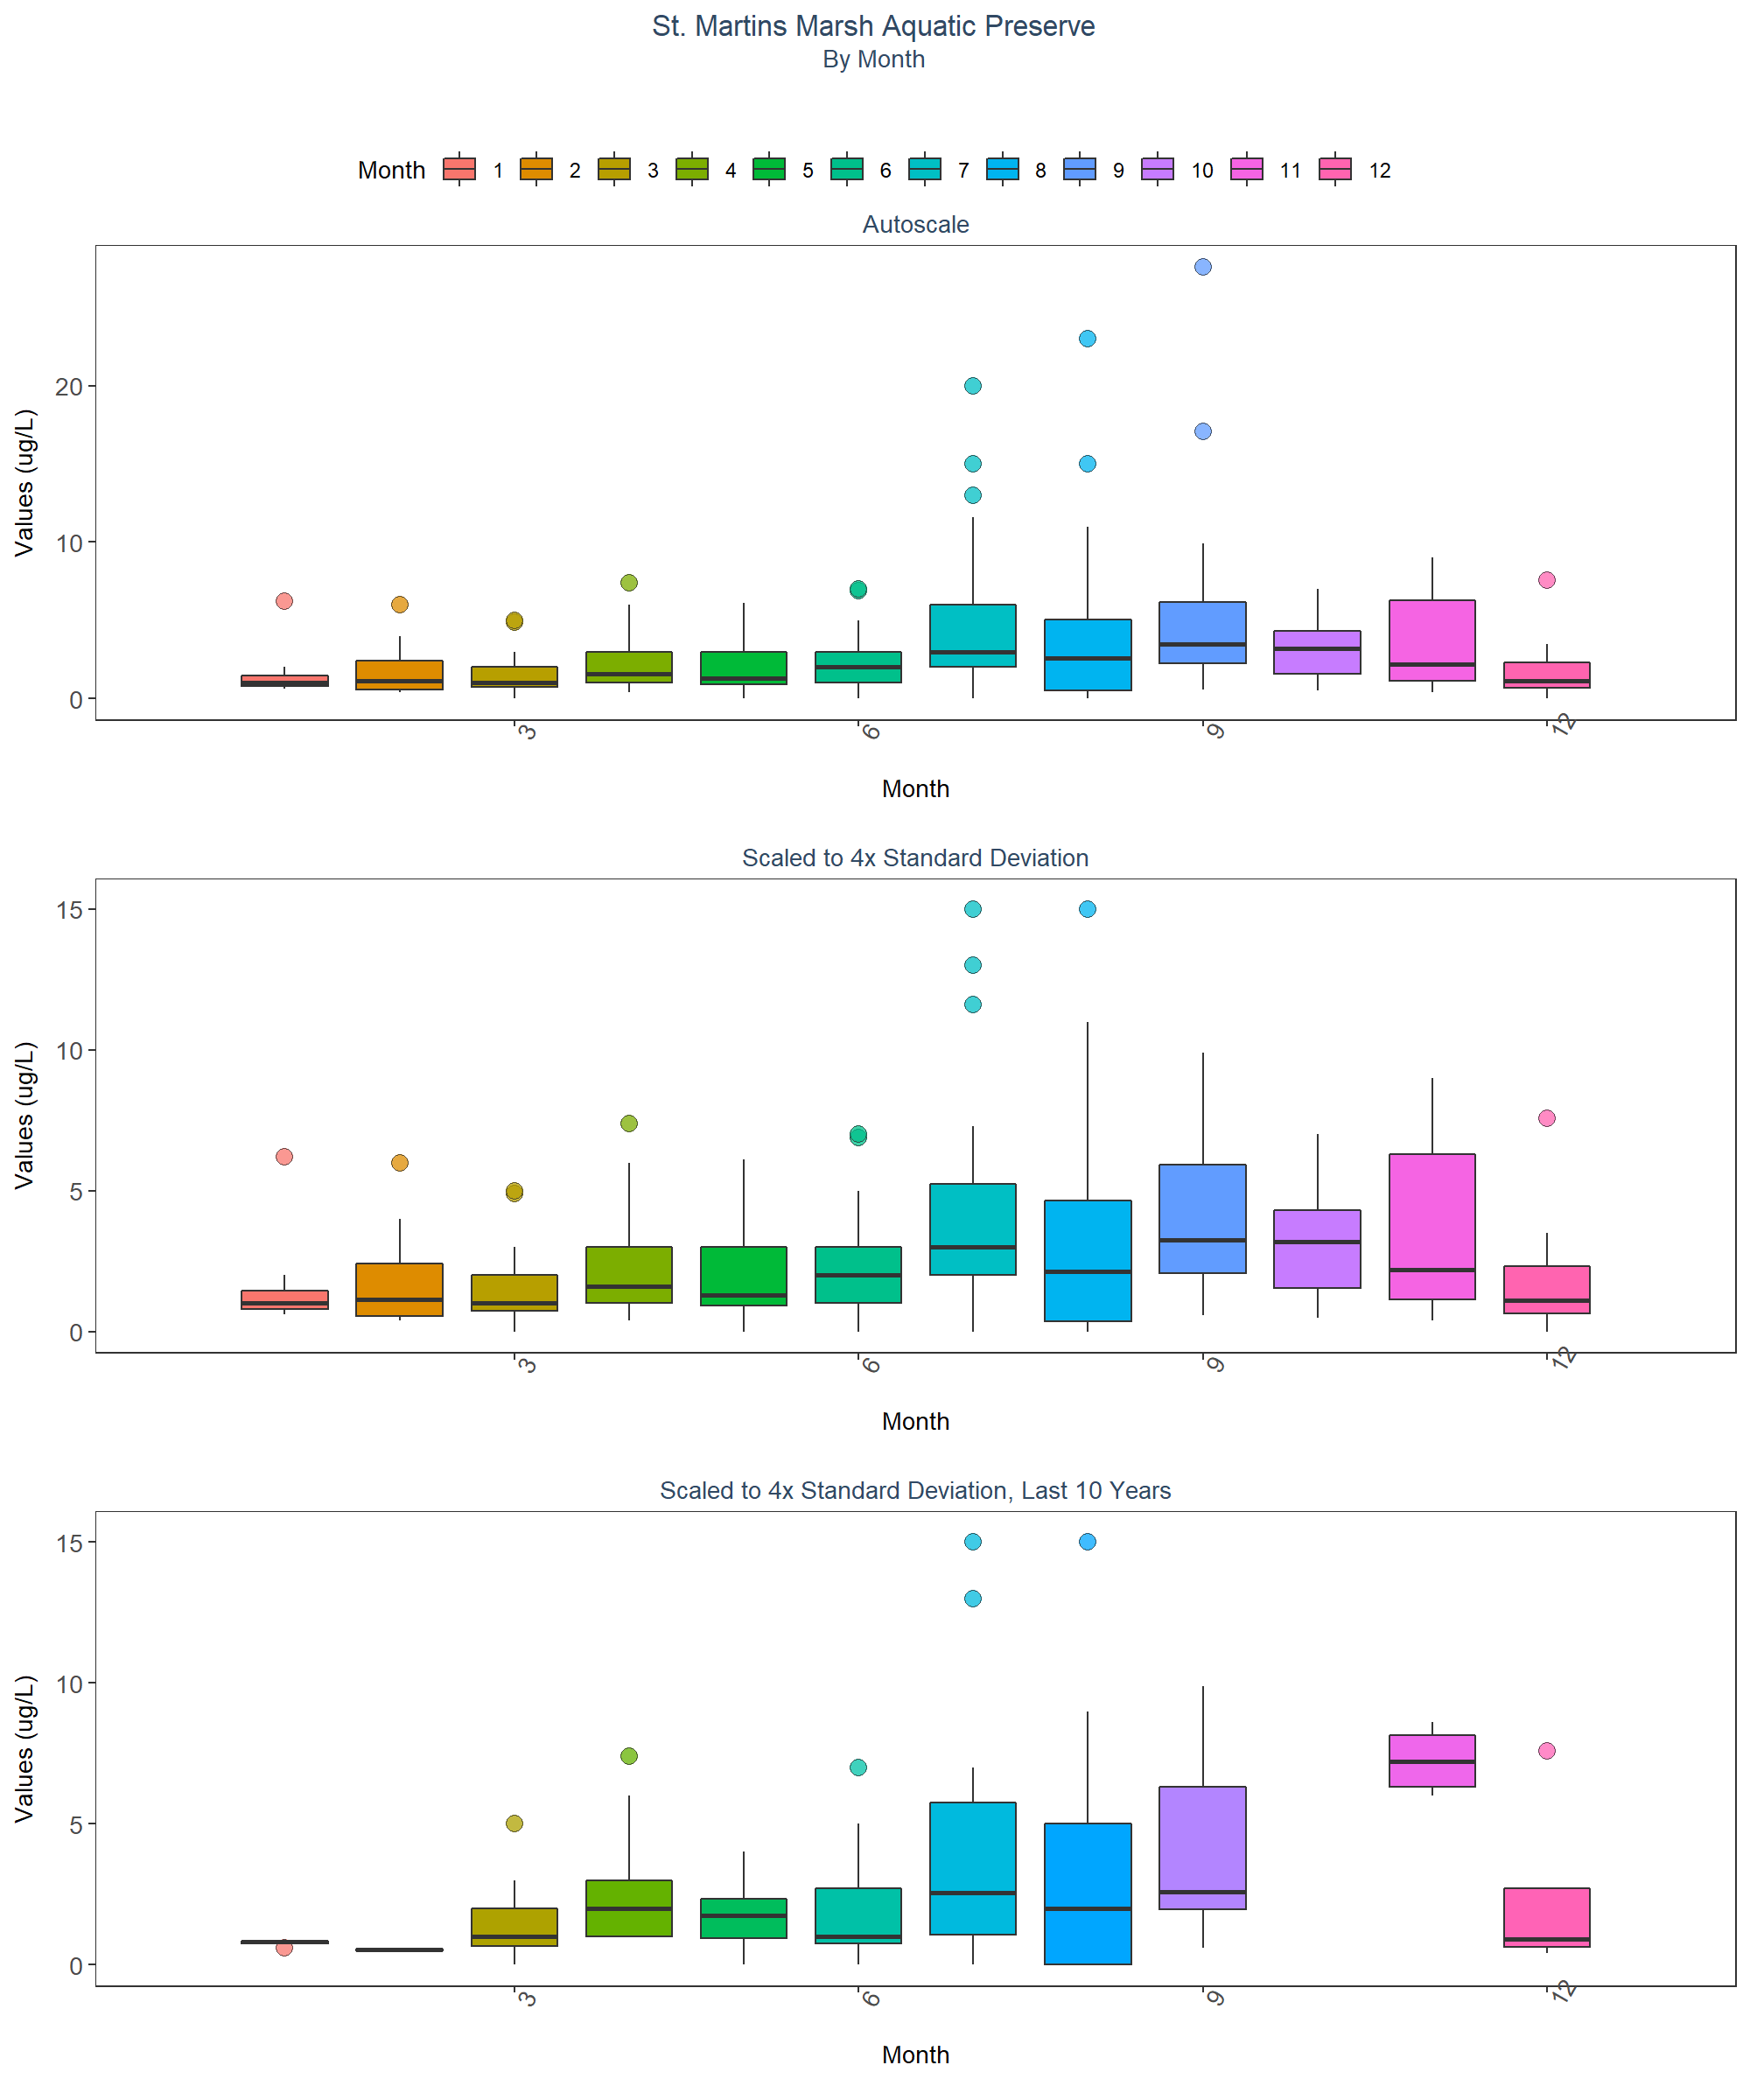 St. Martins Marsh Aquatic Preserve
By Month
Month 1 2 3 4 5 6 7 8 9 10 11 12
Autoscale
Values (ug/L)
20
10
0
3 6 9 12
Month
Scaled to 4x Standard Deviation
Values (ug/L)
15
10
5
0
3 6 9 12
Month
Scaled to 4x Standard Deviation, Last 10 Years
Values (ug/L)
15
10
5
0
3 6 9 12
Month